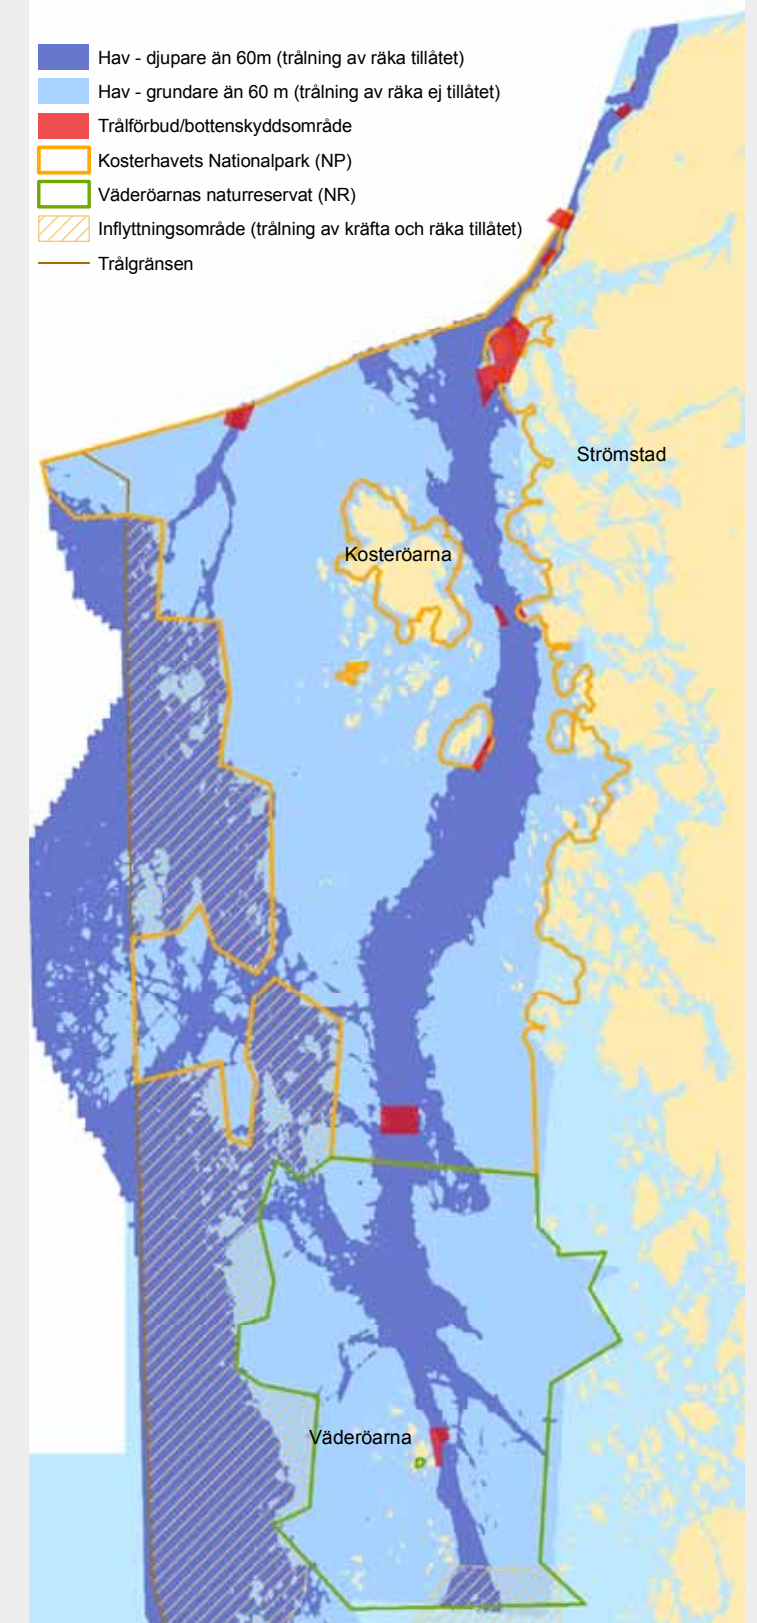 Hav - djupare än 60m (trålning av räka tillåtet)
Hav - grundare än 60 m (trålning av räka ej tillåtet)
Trålförbud/bottenskyddsområde
Kosterhavets Nationalpark (NP)
Väderöarnas naturreservat (NR)
Inflyttningsområde (trålning av kräfta och räka tillåtet)
Trålgränsen
Strömstad
Kosteröarna
Väderöarna